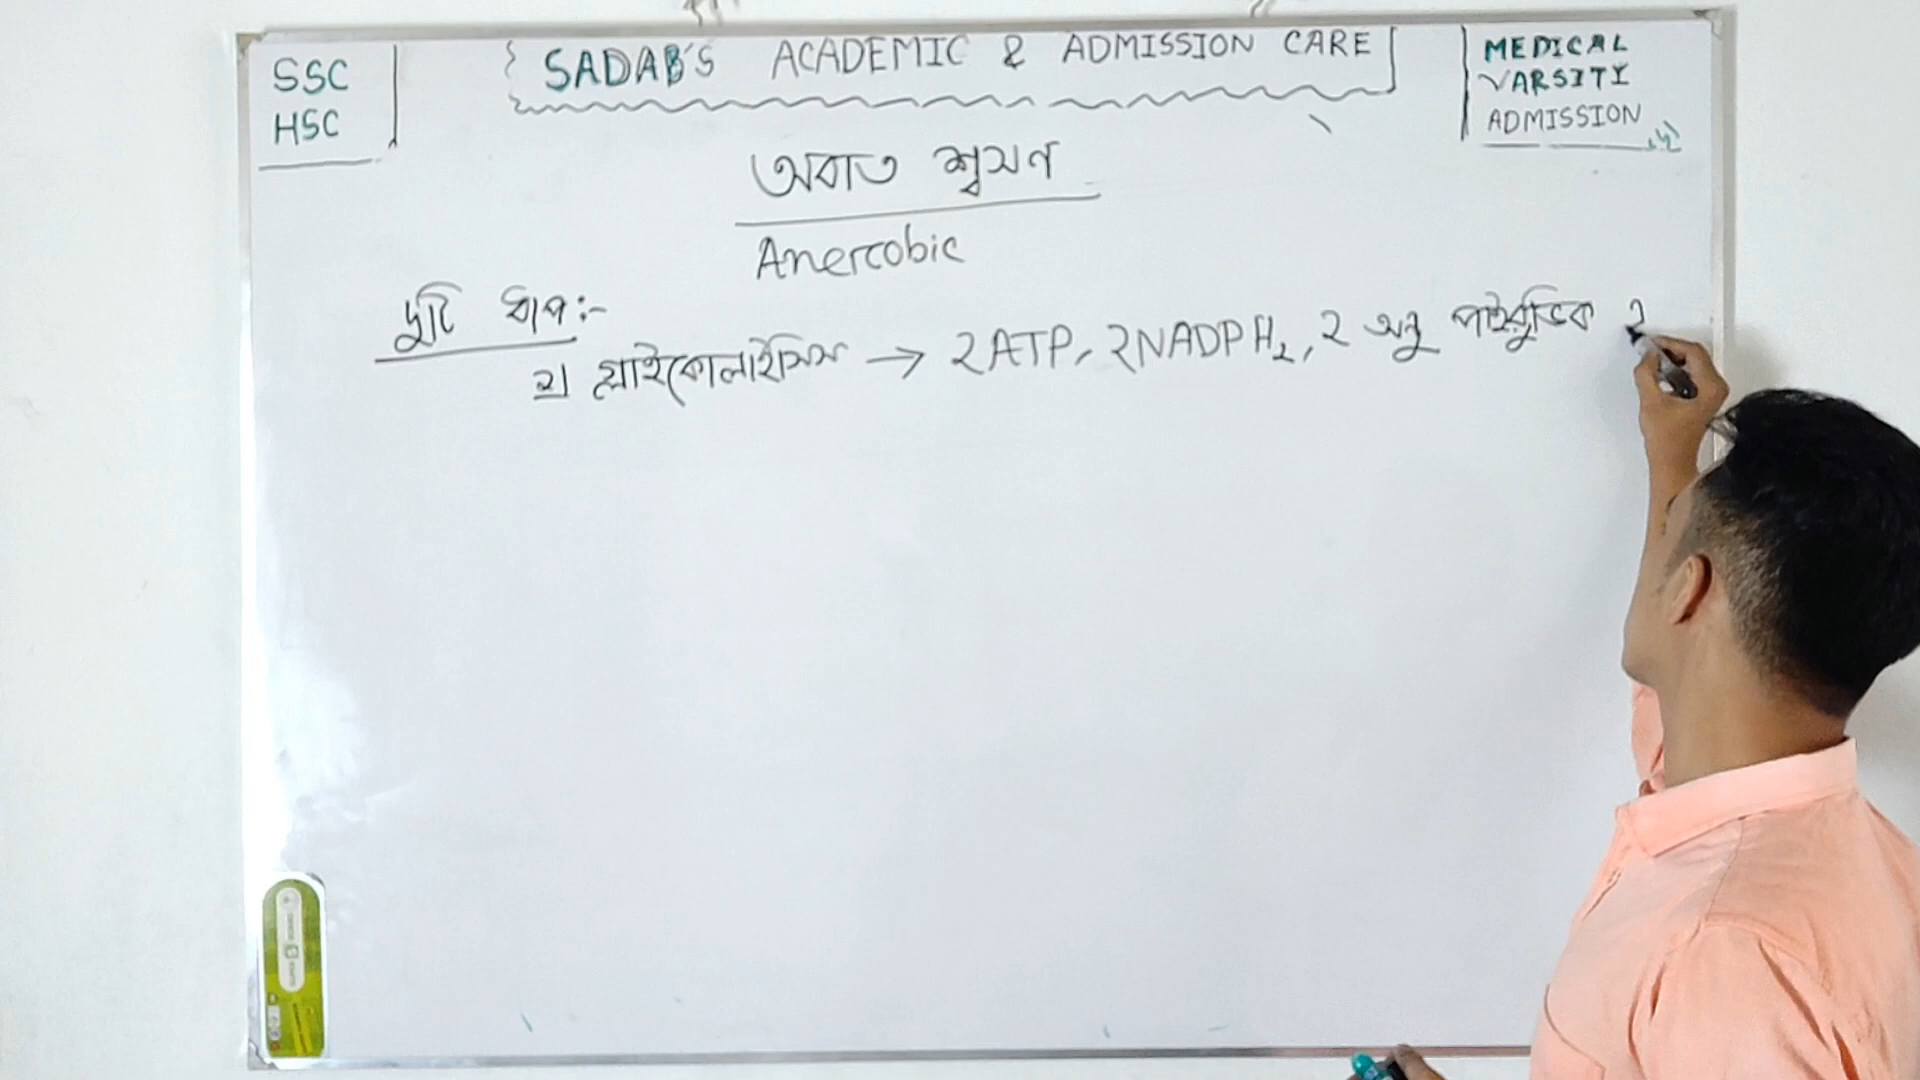 SSC
HSC
SADAB'S ACADEMIC & ADMISSION CARE
MEDICAL
VARSITY
ADMISSION
অবাত শ্বসন
Anercobic
দুটি ধাপ:-
১। গ্লাইকোলাইসিস → 2ATP, 2NADPH₂, ২ অনু পাইরুভিক